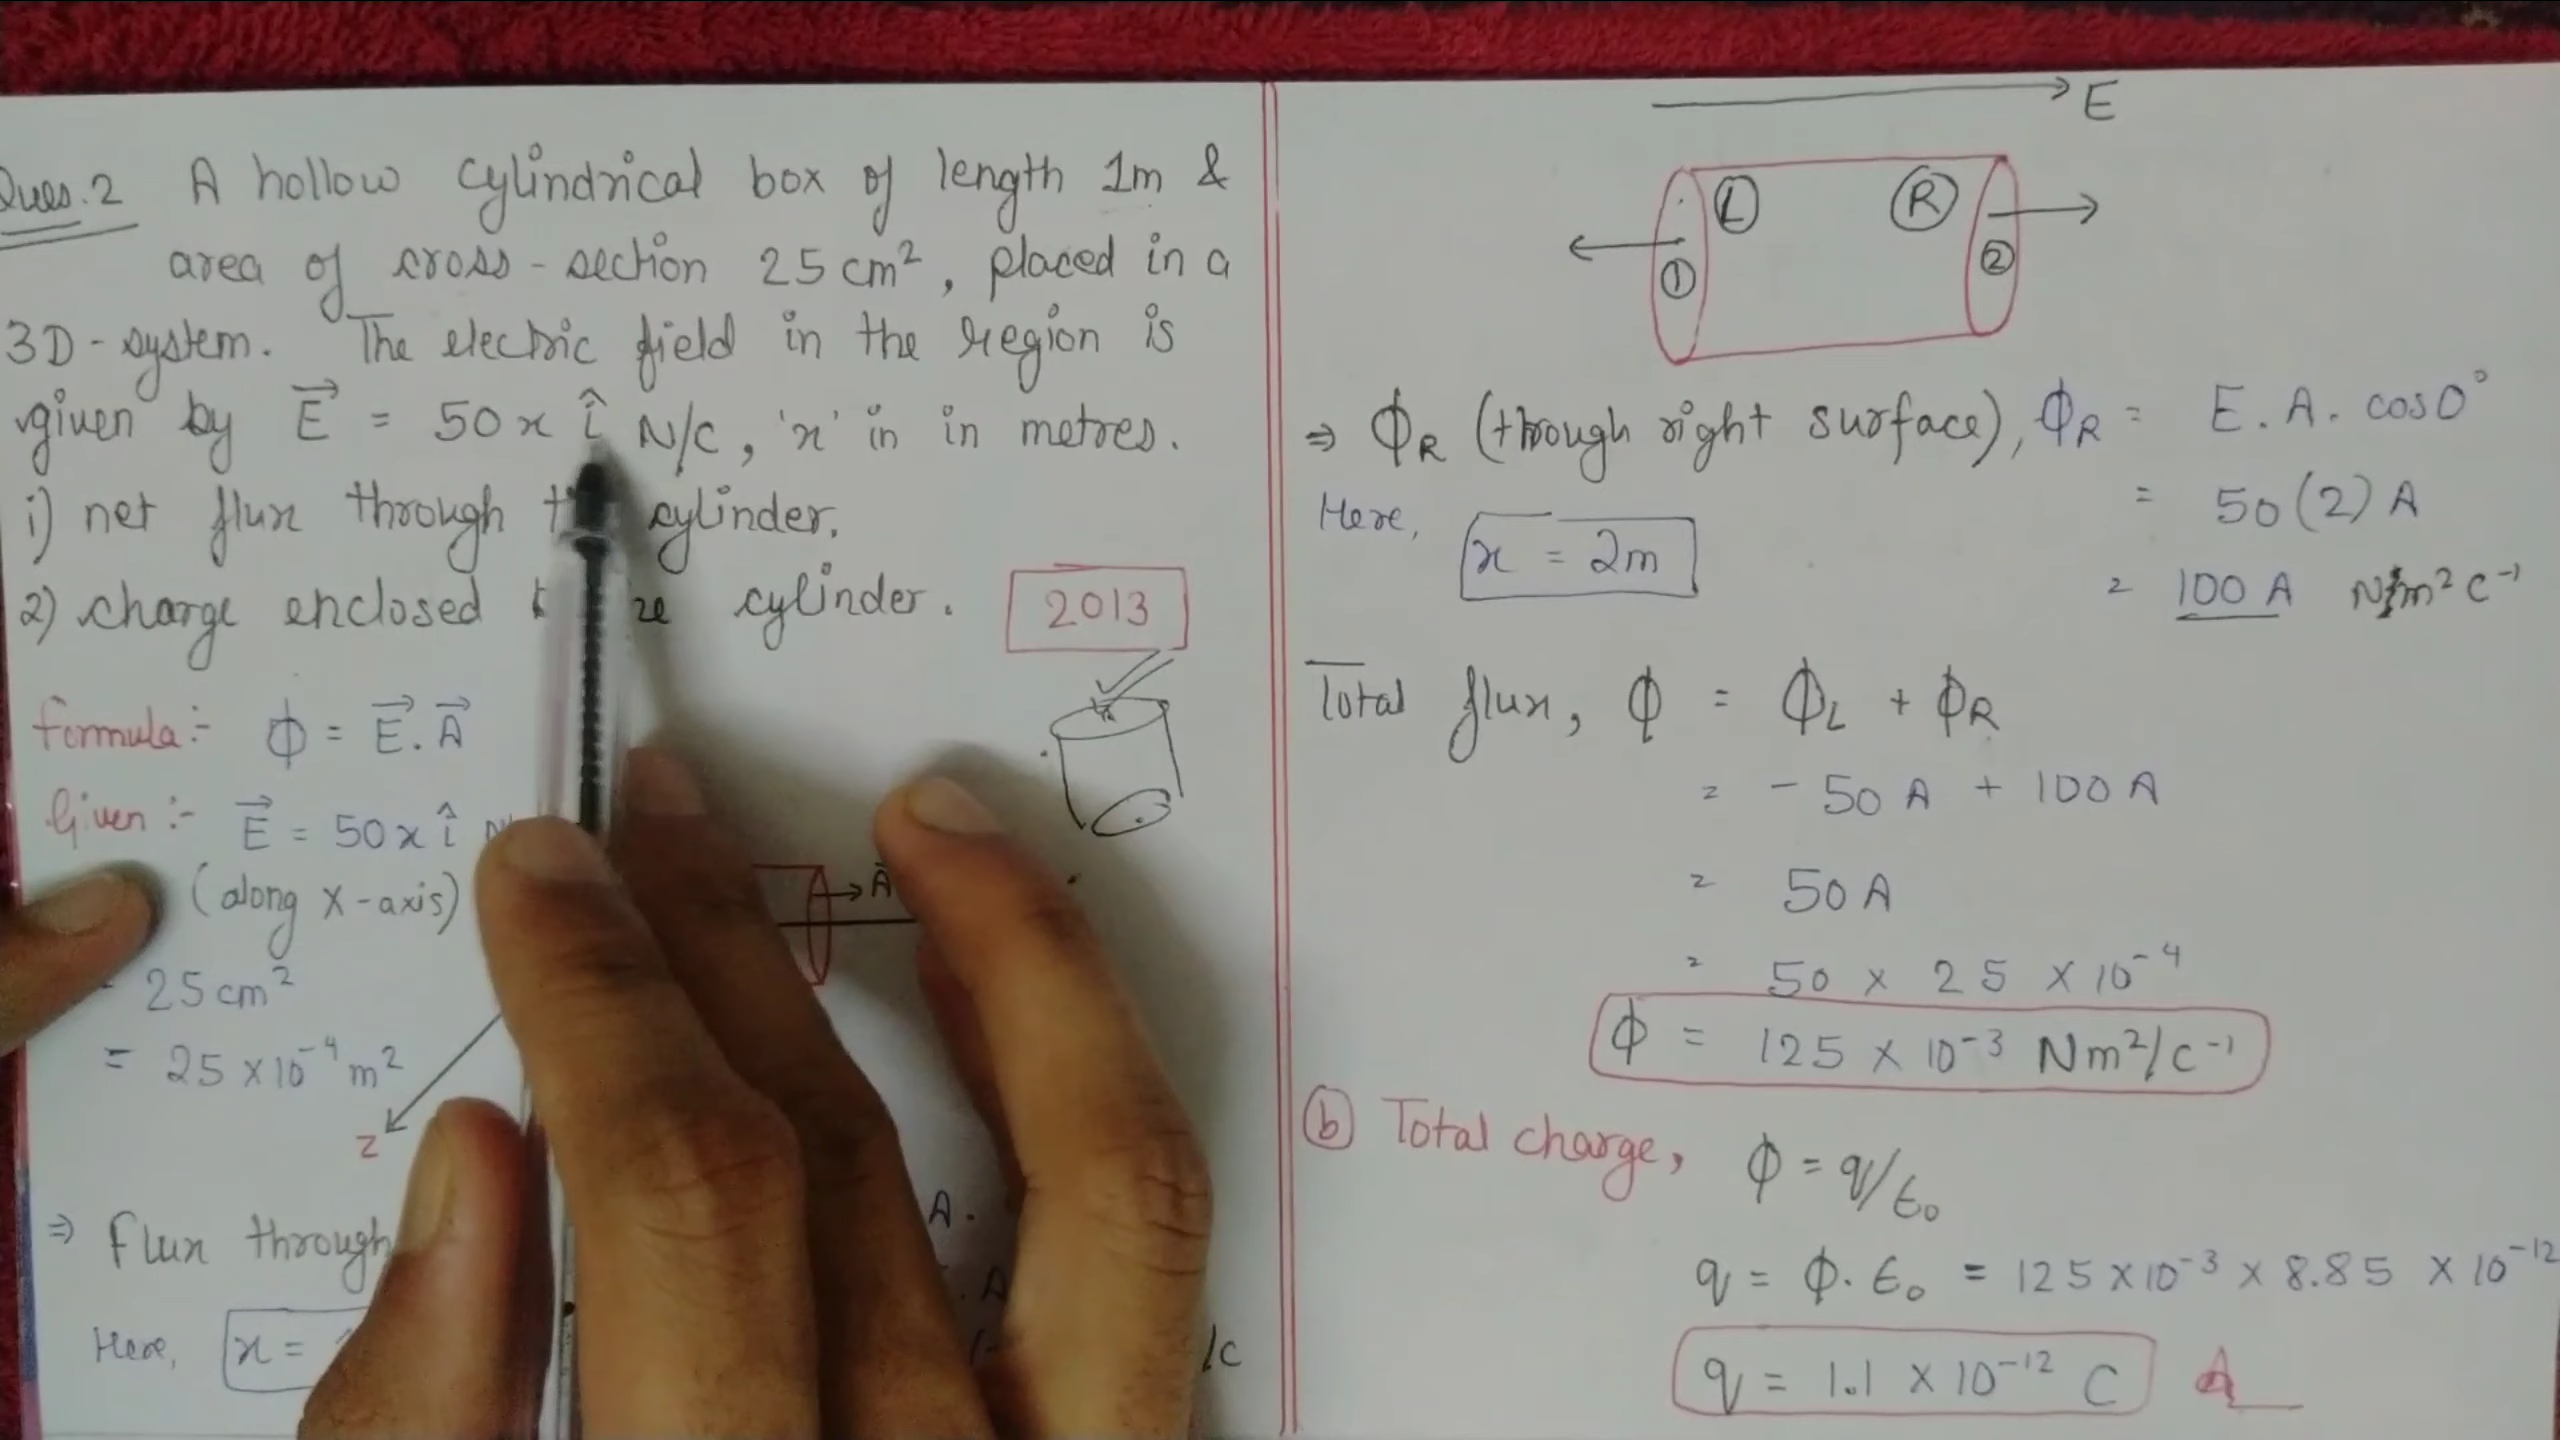 Ques. 2 A hollow cylindrical box of length 1m &
area of cross-section 25 cm², placed in a
3D-system. The electric field in the region is
given by E⃗ = 50x î N/C, 'x' in in metres.
i) net flux through cylinder.
2) charge enclosed cylinder.
2013
formula:- ϕ = E⃗.A⃗
Given:- E⃗ = 50x î
(along X-axis)
A⃗
25 cm²
= 25 x 10⁻⁴ m²
Z
⇒ Flux through
A.
. A
Here, x =
/c
E
L R
1 2
⇒ ϕR (through right surface), ϕR = E. A. cos0°
Here, x = 2m
= 50(2) A
= 100 A Nm² C⁻¹
Total flux, ϕ = ϕL + ϕR
= - 50 A + 100 A
= 50 A
= 50 x 25 x 10⁻⁴
ϕ = 125 x 10⁻³ Nm²/c⁻¹
b Total charge, ϕ = q/ϵ₀
q = ϕ. ϵ₀ = 125 x 10⁻³ x 8.85 x 10⁻¹²
q = 1.1 x 10⁻¹² C